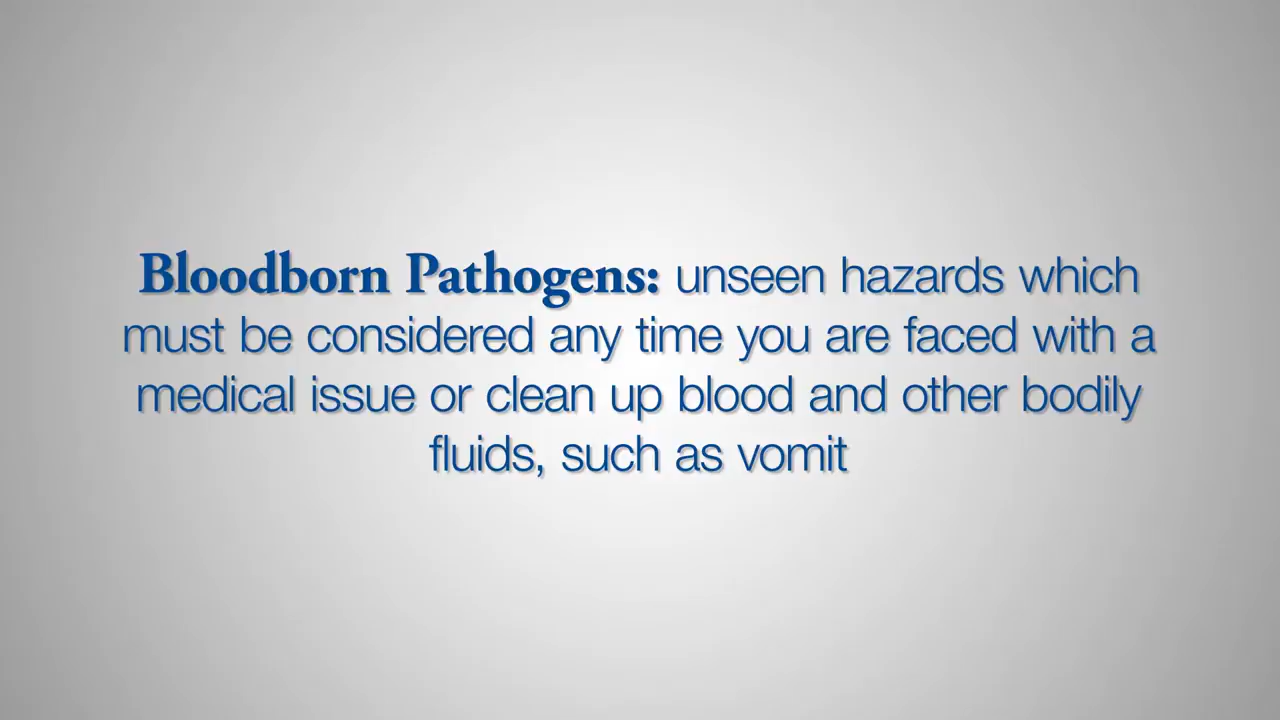 Bloodborn Pathogens: unseen hazards which
must be considered any time you are faced with a
medical issue or clean up blood and other bodily
fluids, such as vomit